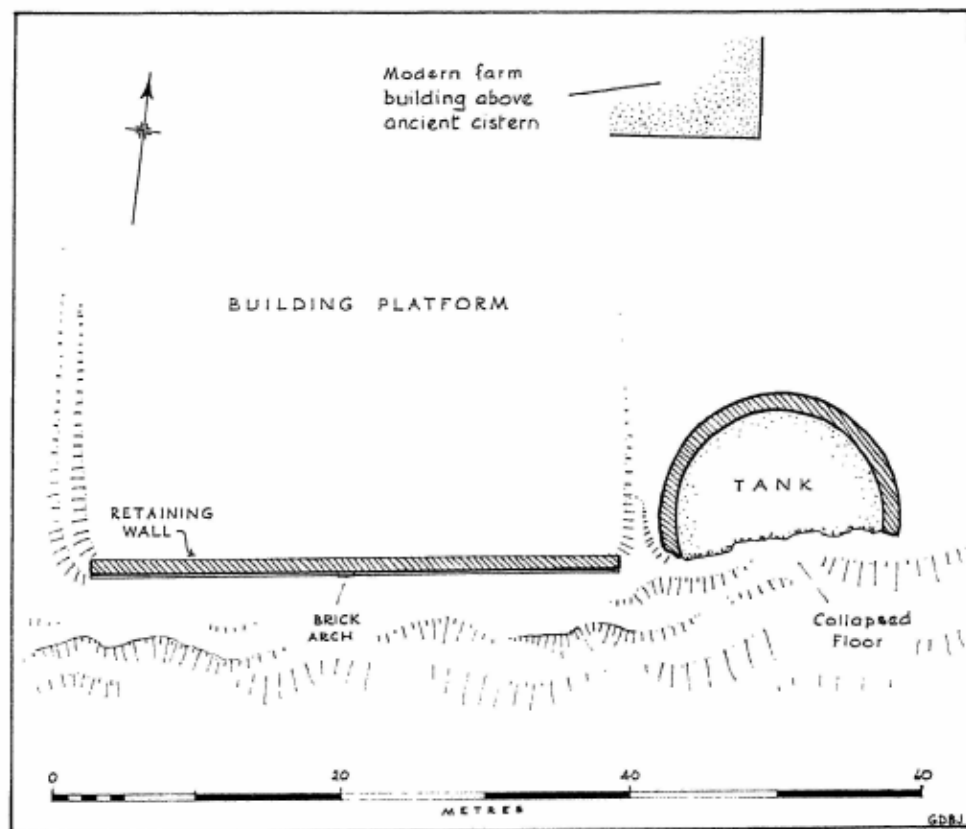 Modern farm
building above
ancient cistern
BUILDING PLATFORM
TANK
RETAINING
WALL
BRICK
ARCH
Collapsed
Floor
0 20 40 60
METRES
GDBJ